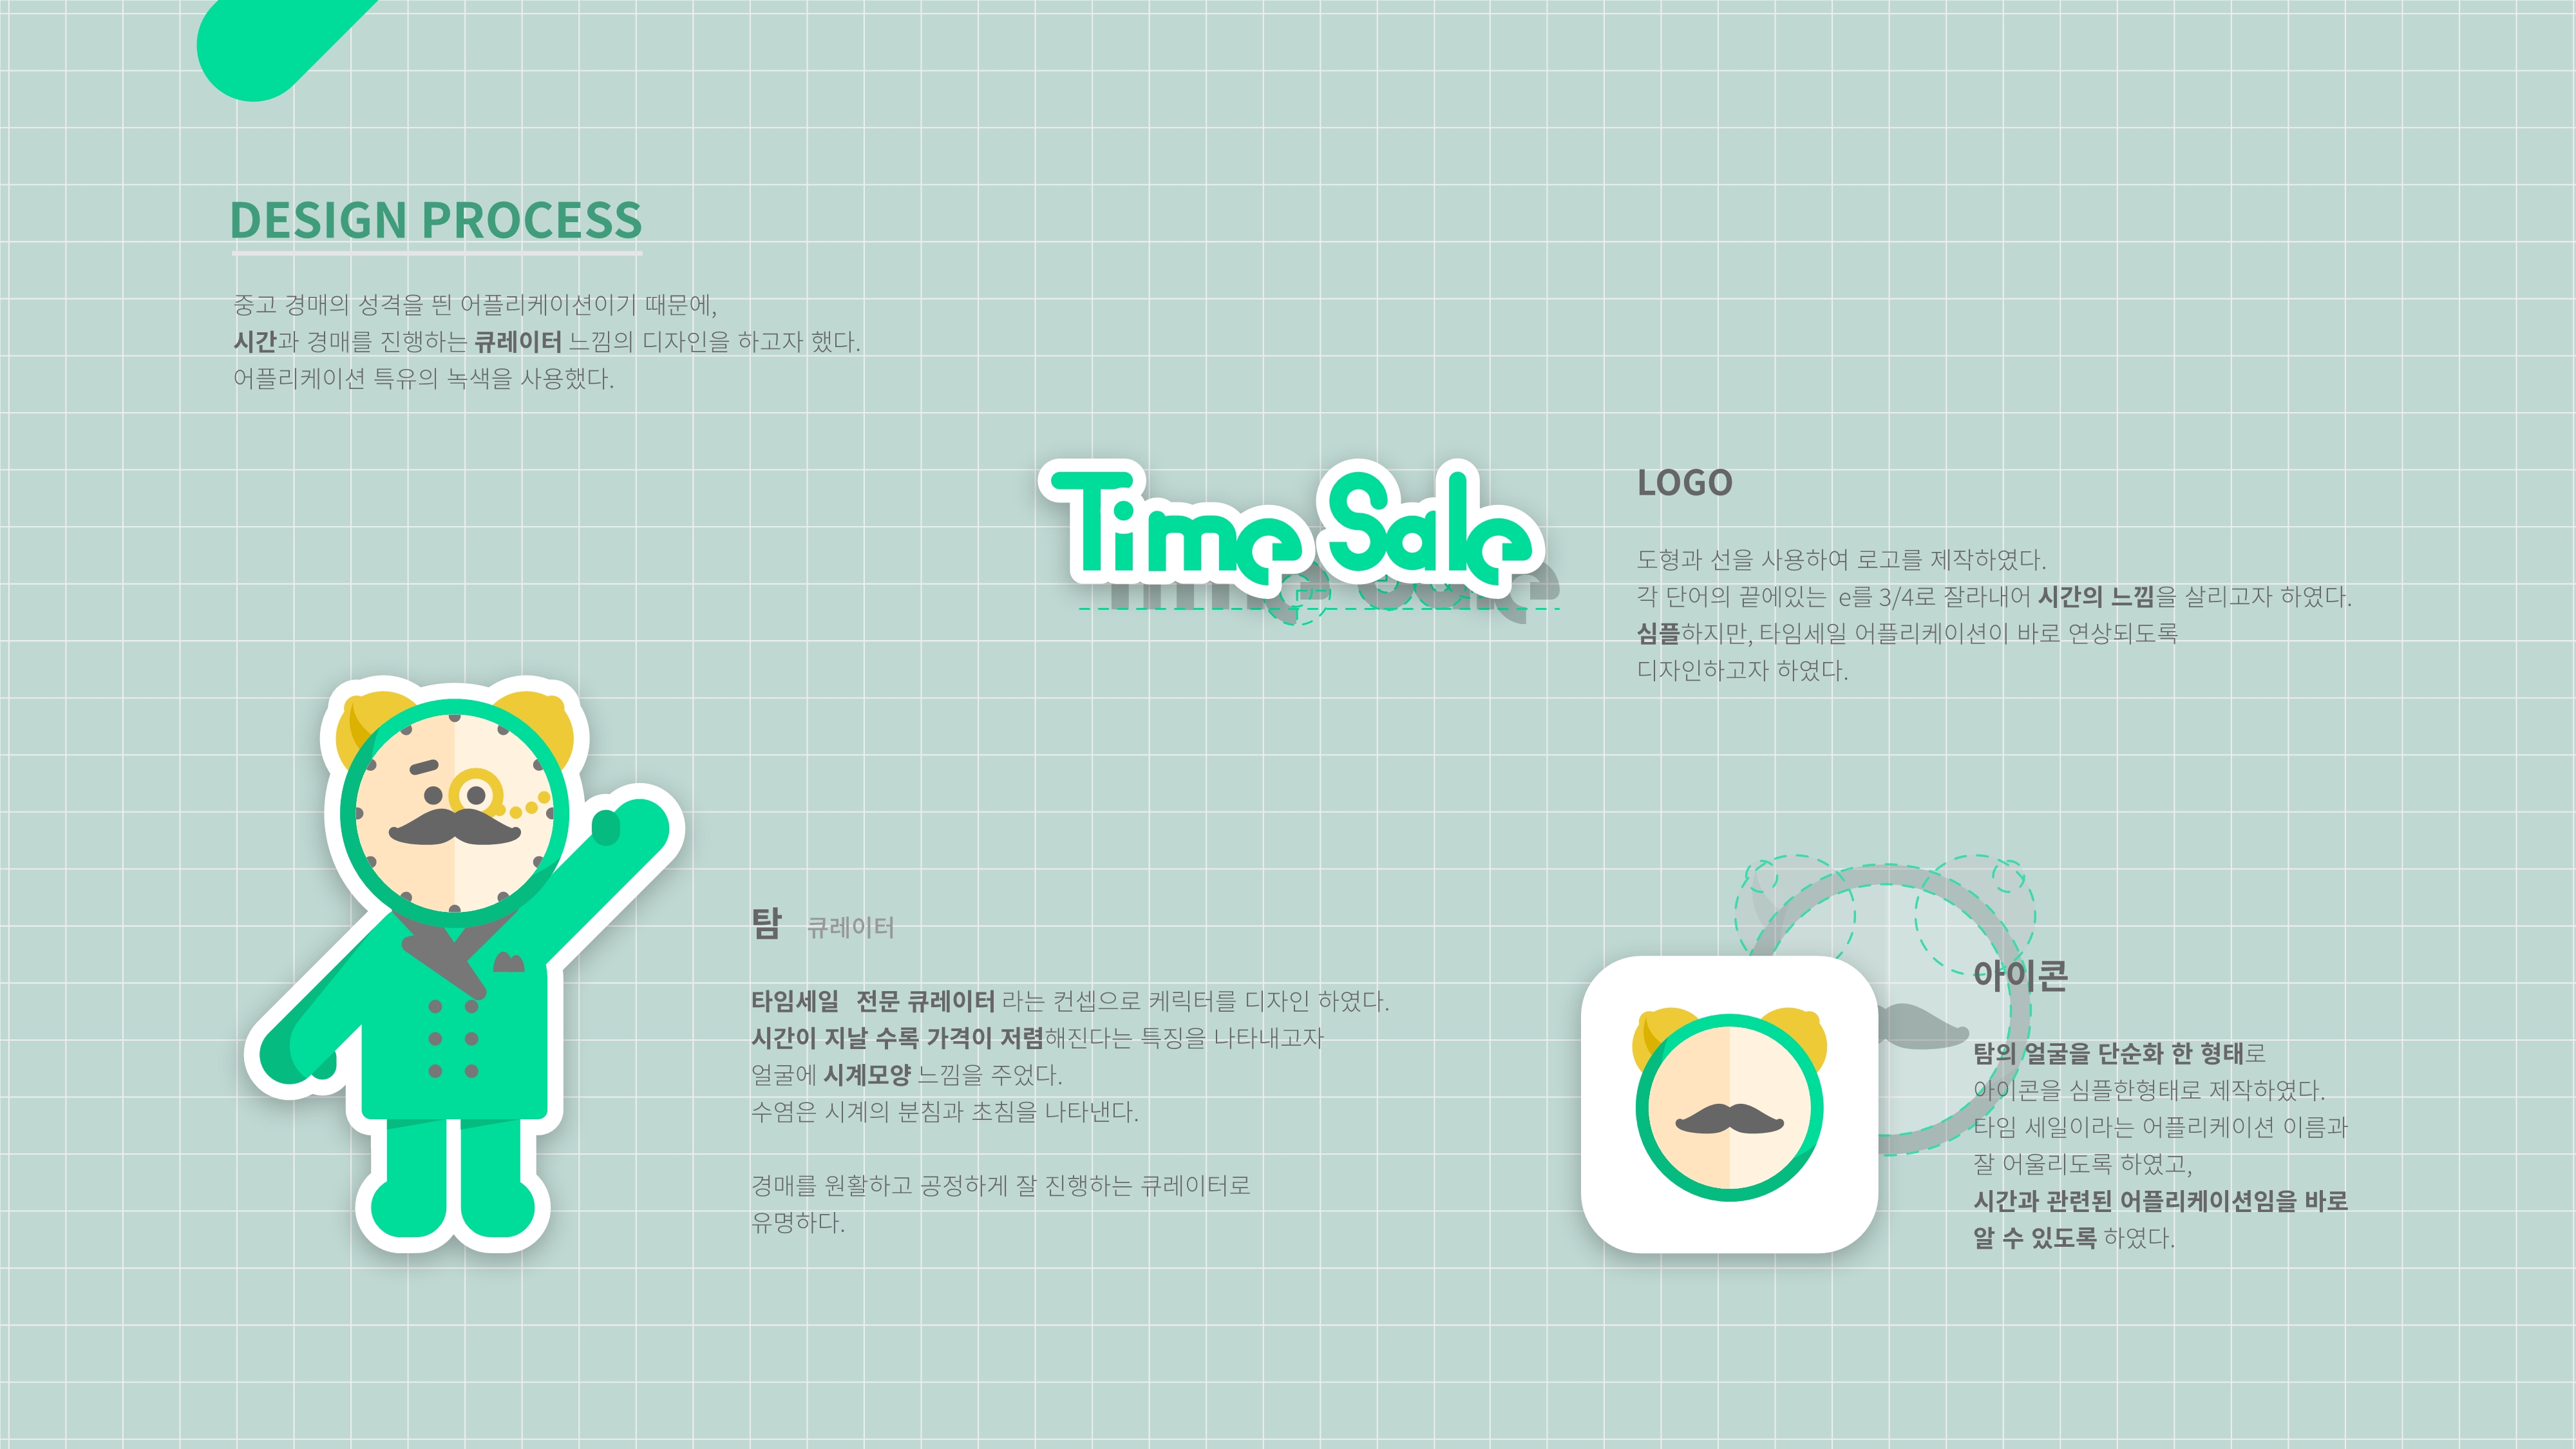 DESIGN PROCESS
중고 경매의 성격을 띈 어플리케이션이기 때문에,
시간과 경매를 진행하는 큐레이터 느낌의 디자인을 하고자 했다.
어플리케이션 특유의 녹색을 사용했다.
Time Sale
LOGO
도형과 선을 사용하여 로고를 제작하였다.
각 단어의 끝에있는 e를 3/4로 잘라내어 시간의 느낌을 살리고자 하였다.
심플하지만, 타임세일 어플리케이션이 바로 연상되도록
디자인하고자 하였다.
탐 큐레이터
타임세일 전문 큐레이터 라는 컨셉으로 케릭터를 디자인 하였다.
시간이 지날 수록 가격이 저렴해진다는 특징을 나타내고자
얼굴에 시계모양 느낌을 주었다.
수염은 시계의 분침과 초침을 나타낸다.
경매를 원활하고 공정하게 잘 진행하는 큐레이터로
유명하다.
아이콘
탐의 얼굴을 단순화 한 형태로
아이콘을 심플한형태로 제작하였다.
타임 세일이라는 어플리케이션 이름과
잘 어울리도록 하였고,
시간과 관련된 어플리케이션임을 바로
알 수 있도록 하였다.